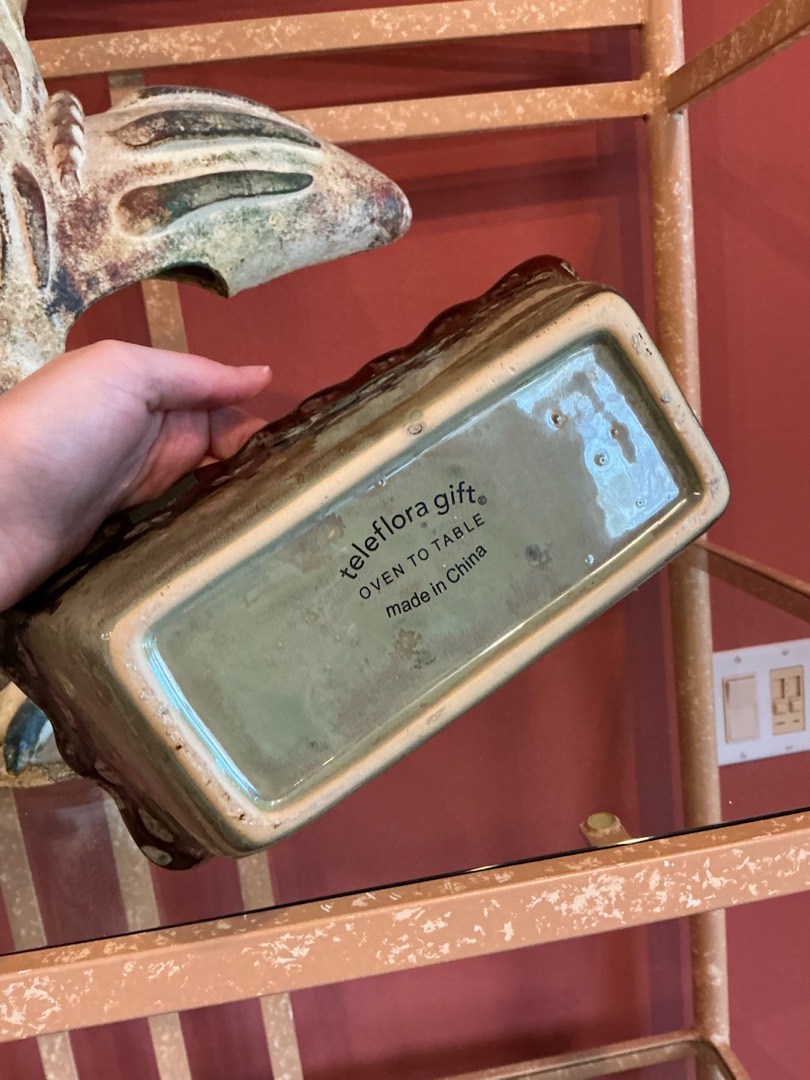 teleflora gift®
OVEN TO TABLE
made in China